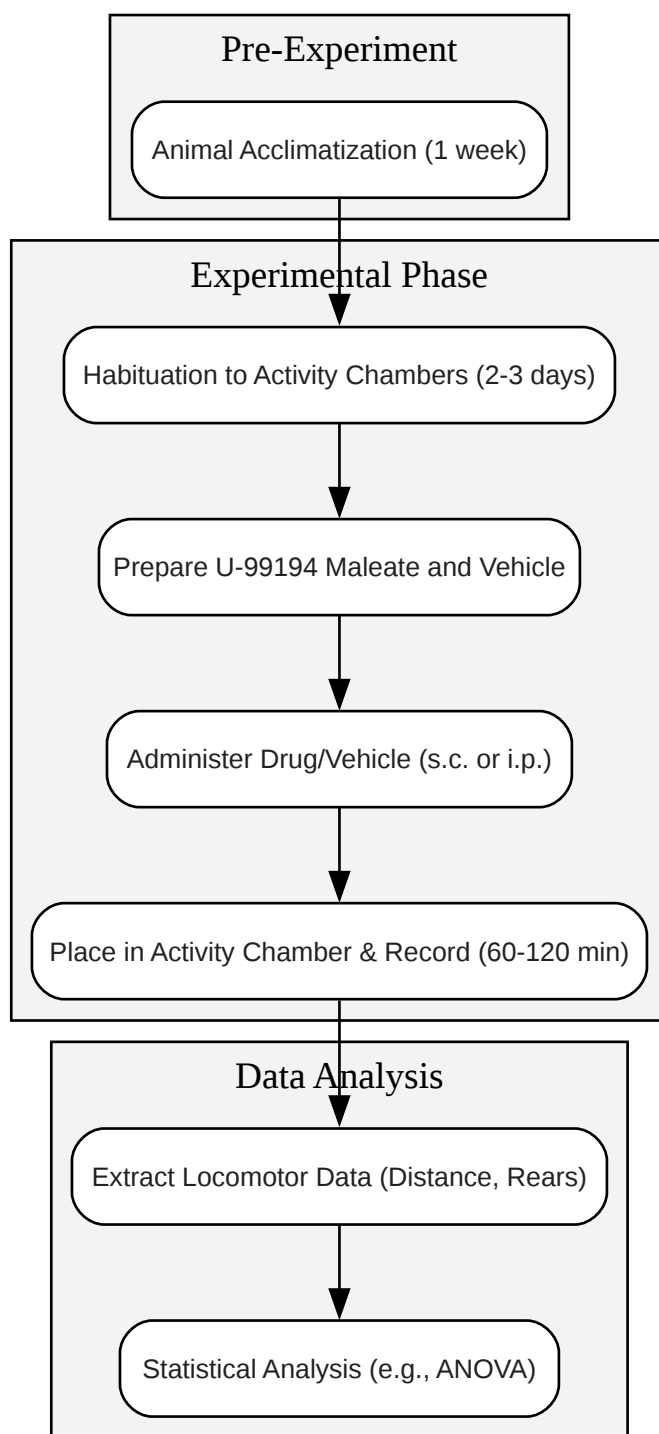 Pre-Experiment
Animal Acclimatization (1 week)
Experimental Phase
Habituation to Activity Chambers (2-3 days)
Prepare U-99194 Maleate and Vehicle
Administer Drug/Vehicle (s.c. or i.p.)
Place in Activity Chamber & Record (60-120 min)
Data Analysis
Extract Locomotor Data (Distance, Rears)
Statistical Analysis (e.g., ANOVA)